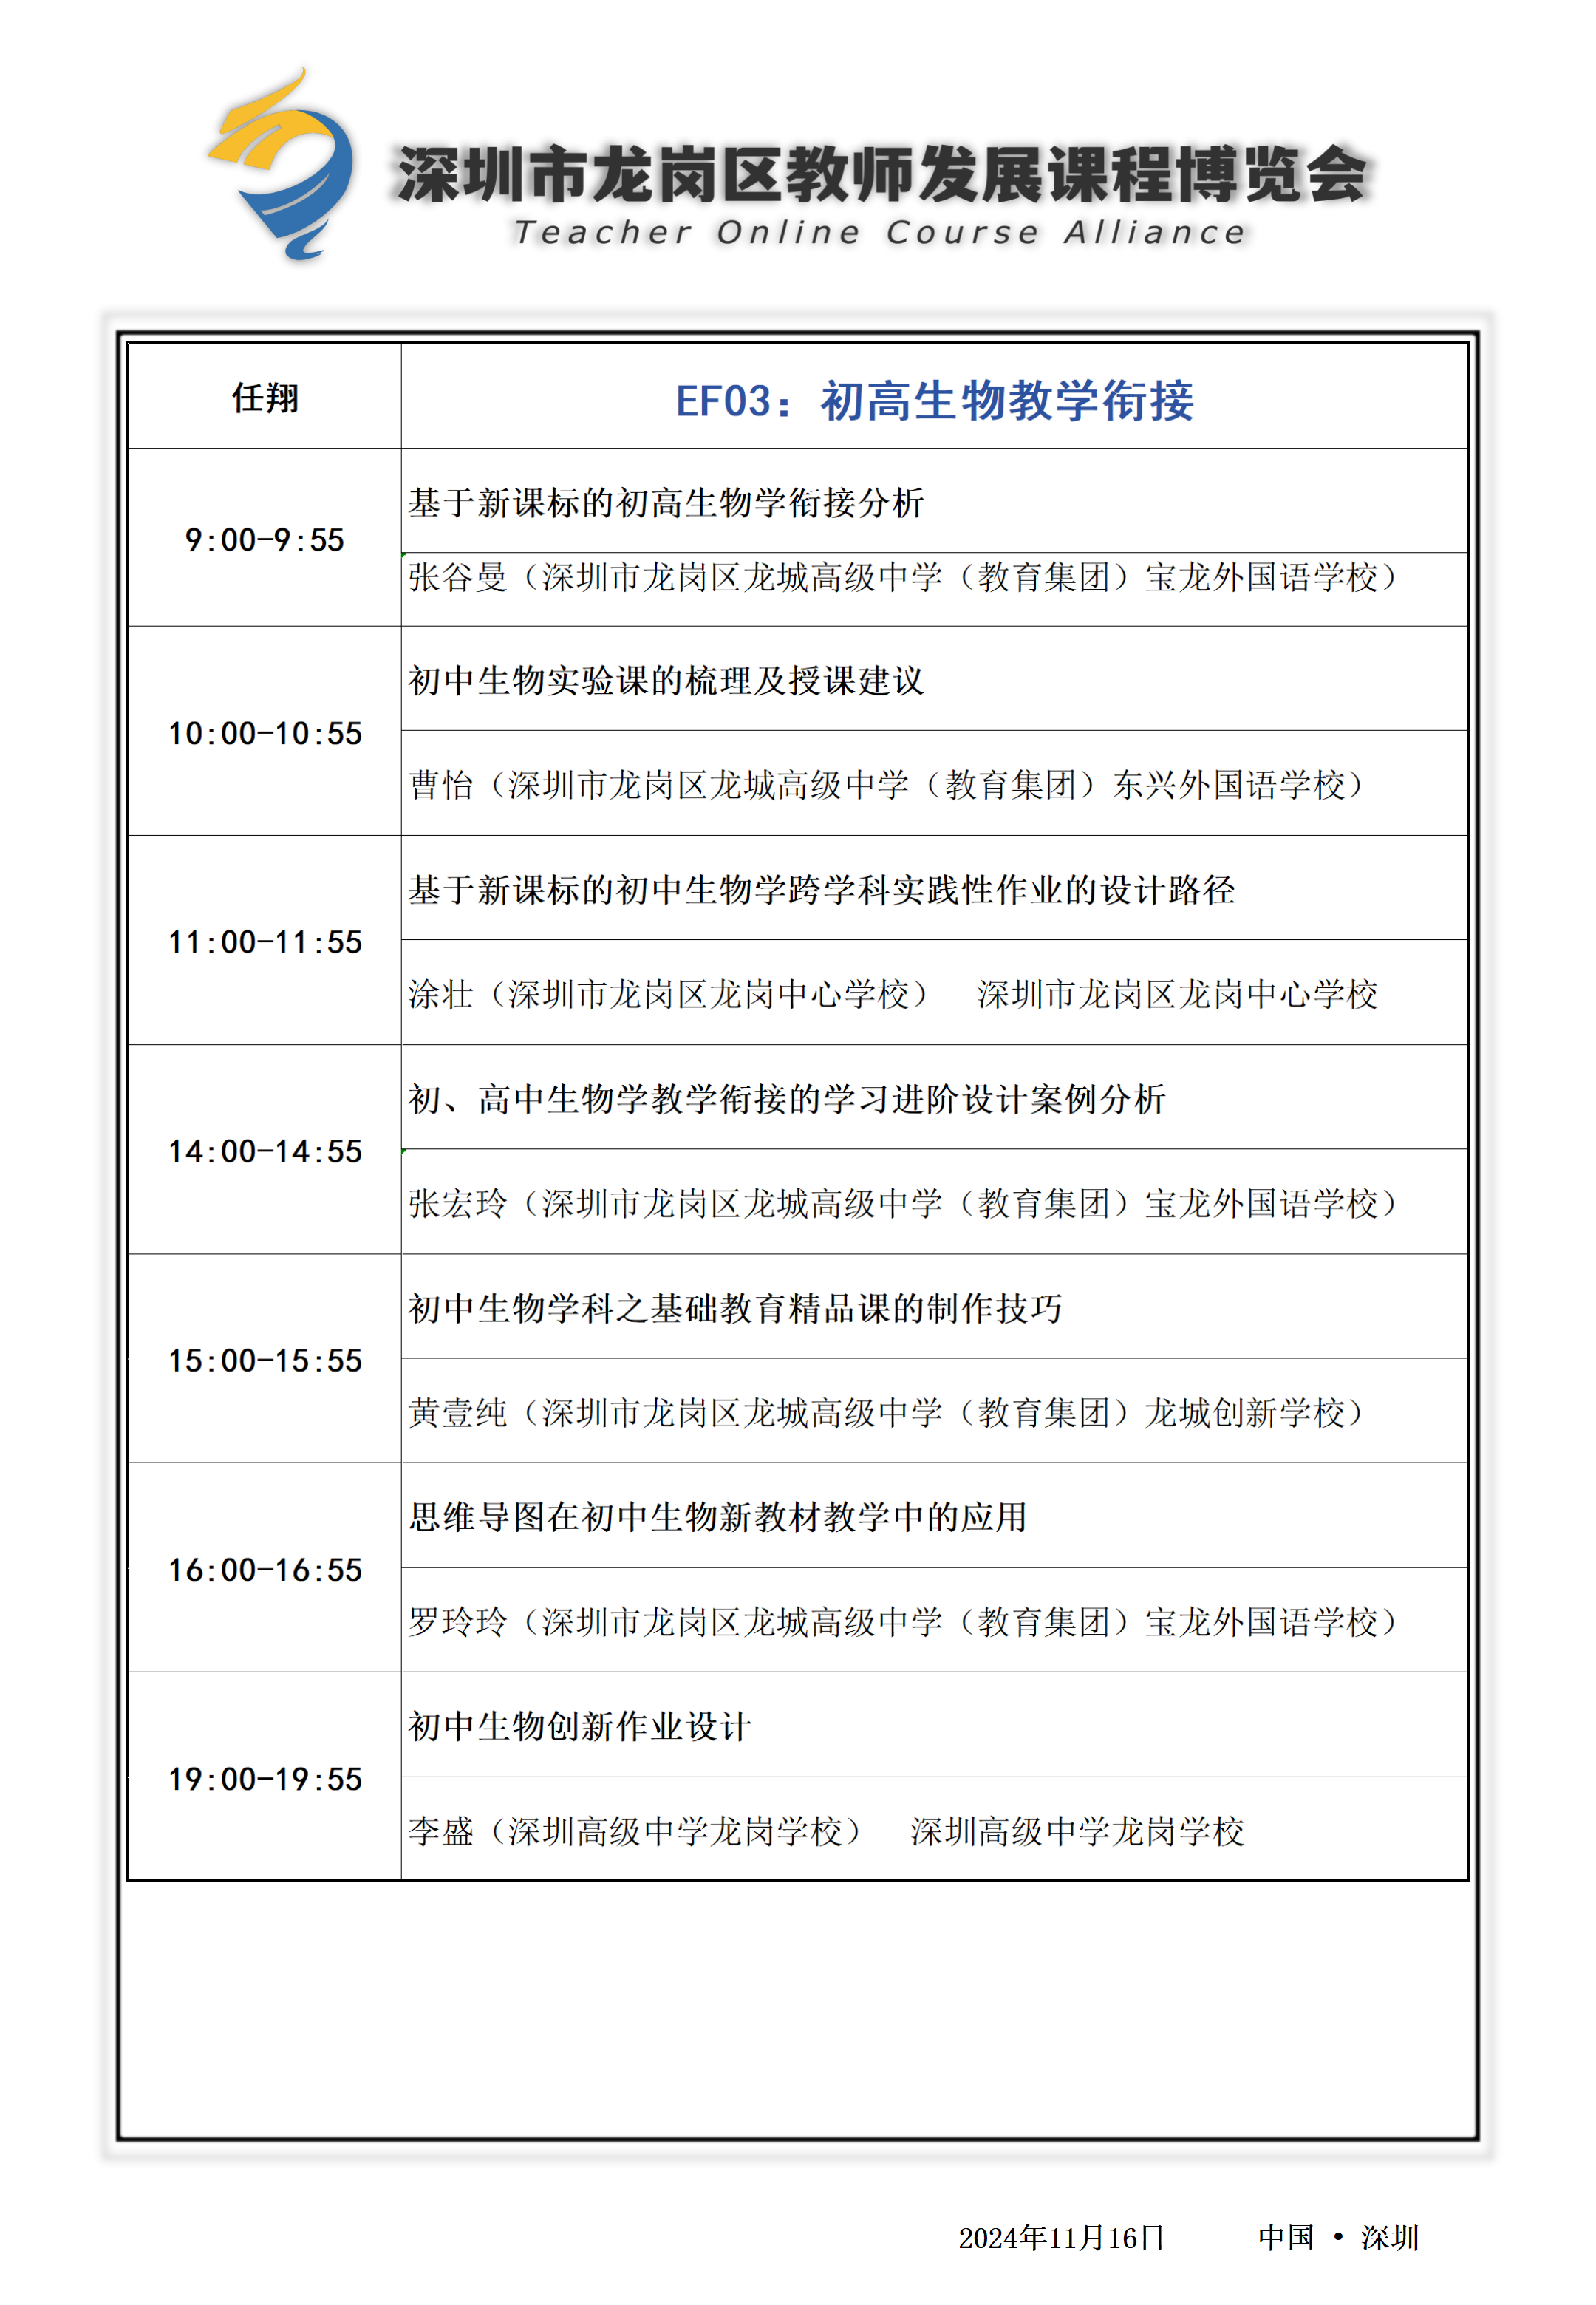 深圳市龙岗区教师发展课程博览会
Teacher Online Course Alliance
任翔
EF03：初高生物教学衔接
9:00-9:55
基于新课标的初高生物学衔接分析
张谷曼（深圳市龙岗区龙城高级中学（教育集团）宝龙外国语学校）
10:00-10:55
初中生物实验课的梳理及授课建议
曹怡（深圳市龙岗区龙城高级中学（教育集团）东兴外国语学校）
11:00-11:55
基于新课标的初中生物学跨学科实践性作业的设计路径
涂壮（深圳市龙岗区龙岗中心学校） 深圳市龙岗区龙岗中心学校
14:00-14:55
初、高中生物学教学衔接的学习进阶设计案例分析
张宏玲（深圳市龙岗区龙城高级中学（教育集团）宝龙外国语学校）
15:00-15:55
初中生物学科之基础教育精品课的制作技巧
黄壹纯（深圳市龙岗区龙城高级中学（教育集团）龙城创新学校）
16:00-16:55
思维导图在初中生物新教材教学中的应用
罗玲玲（深圳市龙岗区龙城高级中学（教育集团）宝龙外国语学校）
19:00-19:55
初中生物创新作业设计
李盛（深圳高级中学龙岗学校） 深圳高级中学龙岗学校
2024年11月16日 中国 • 深圳